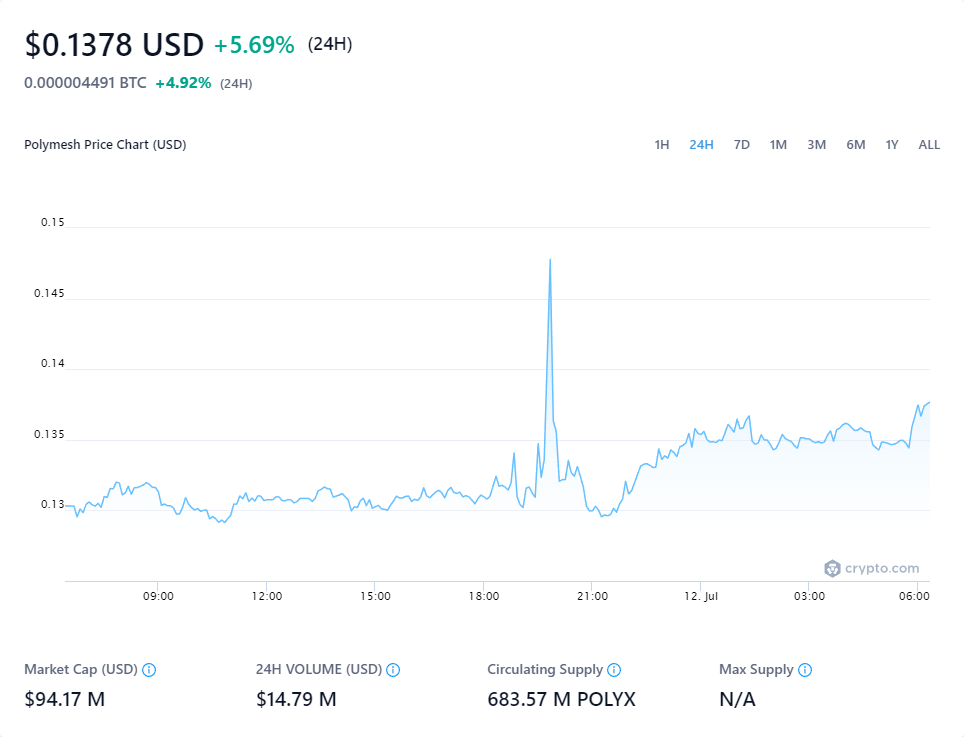 $0.1378 USD +5.69% (24H)
0.000004491 BTC +4.92% (24H)
Polymesh Price Chart (USD) 1H 24H 7D 1M 3M 6M 1Y ALL
0.15
0.145
0.14
0.135
0.13
crypto.com
09:00 12:00 15:00 18:00 21:00 12. Jul 03:00 06:00
Market Cap (USD) 24H VOLUME (USD) Circulating Supply Max Supply
$94.17 M $14.79 M 683.57 M POLYX N/A